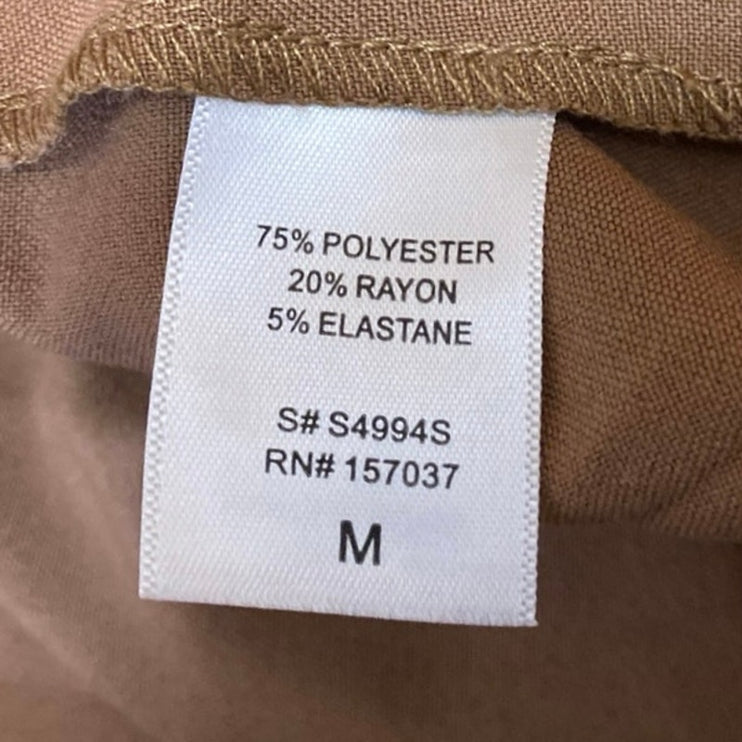 75% POLYESTER
20% RAYON
5% ELASTANE
S# S4994S
RN# 157037
M